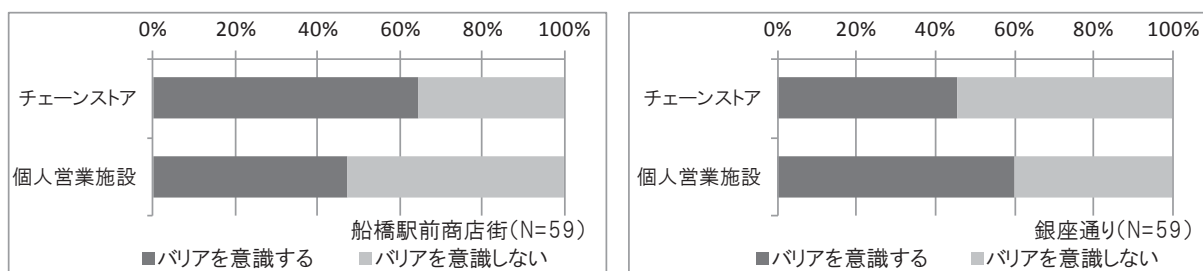 0% 20% 40% 60% 80% 100%
チェーンストア
個人営業施設
船橋駅前商店街(N=59)
■バリアを意識する ■バリアを意識しない
0% 20% 40% 60% 80% 100%
チェーンストア
個人営業施設
銀座通り(N=59)
■バリアを意識する ■バリアを意識しない